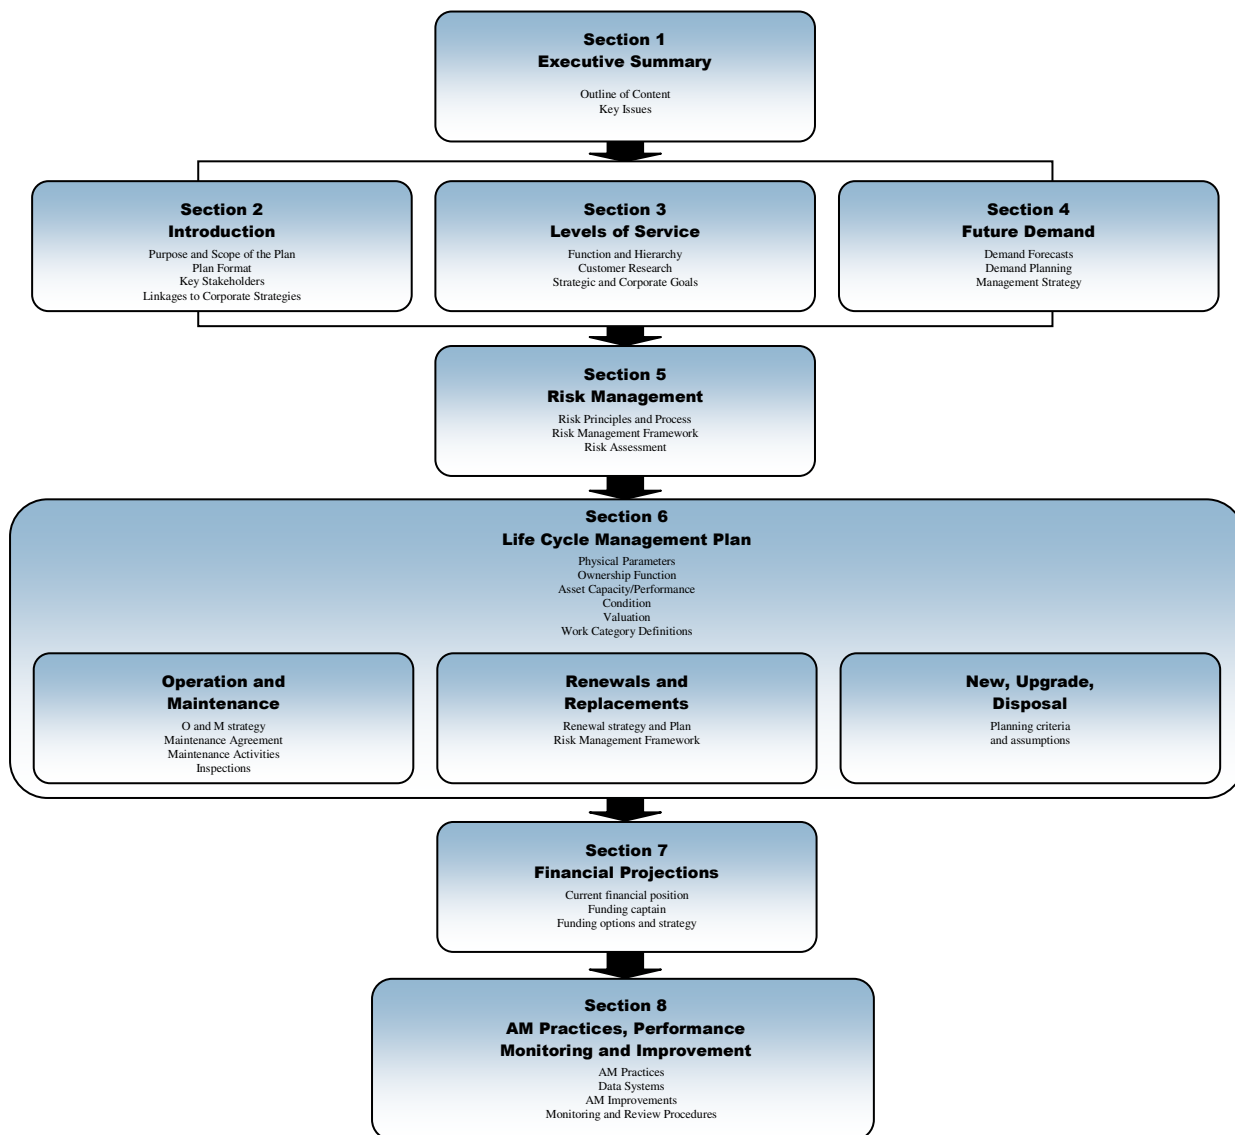 Section 1
Executive Summary
Outline of Content
Key Issues
Section 2
Introduction
Purpose and Scope of the Plan
Plan Format
Key Stakeholders
Linkages to Corporate Strategies
Section 3
Levels of Service
Function and Hierarchy
Customer Research
Strategic and Corporate Goals
Section 4
Future Demand
Demand Forecasts
Demand Planning
Management Strategy
Section 5
Risk Management
Risk Principles and Process
Risk Management Framework
Risk Assessment
Section 6
Life Cycle Management Plan
Physical Parameters
Ownership Function
Asset Capacity/Performance
Condition
Valuation
Work Category Definitions
Operation and
Maintenance
O and M strategy
Maintenance Agreement
Maintenance Activities
Inspections
Renewals and
Replacements
Renewal strategy and Plan
Risk Management Framework
New, Upgrade,
Disposal
Planning criteria
and assumptions
Section 7
Financial Projections
Current financial position
Funding captain
Funding options and strategy
Section 8
AM Practices, Performance
Monitoring and Improvement
AM Practices
Data Systems
AM Improvements
Monitoring and Review Procedures